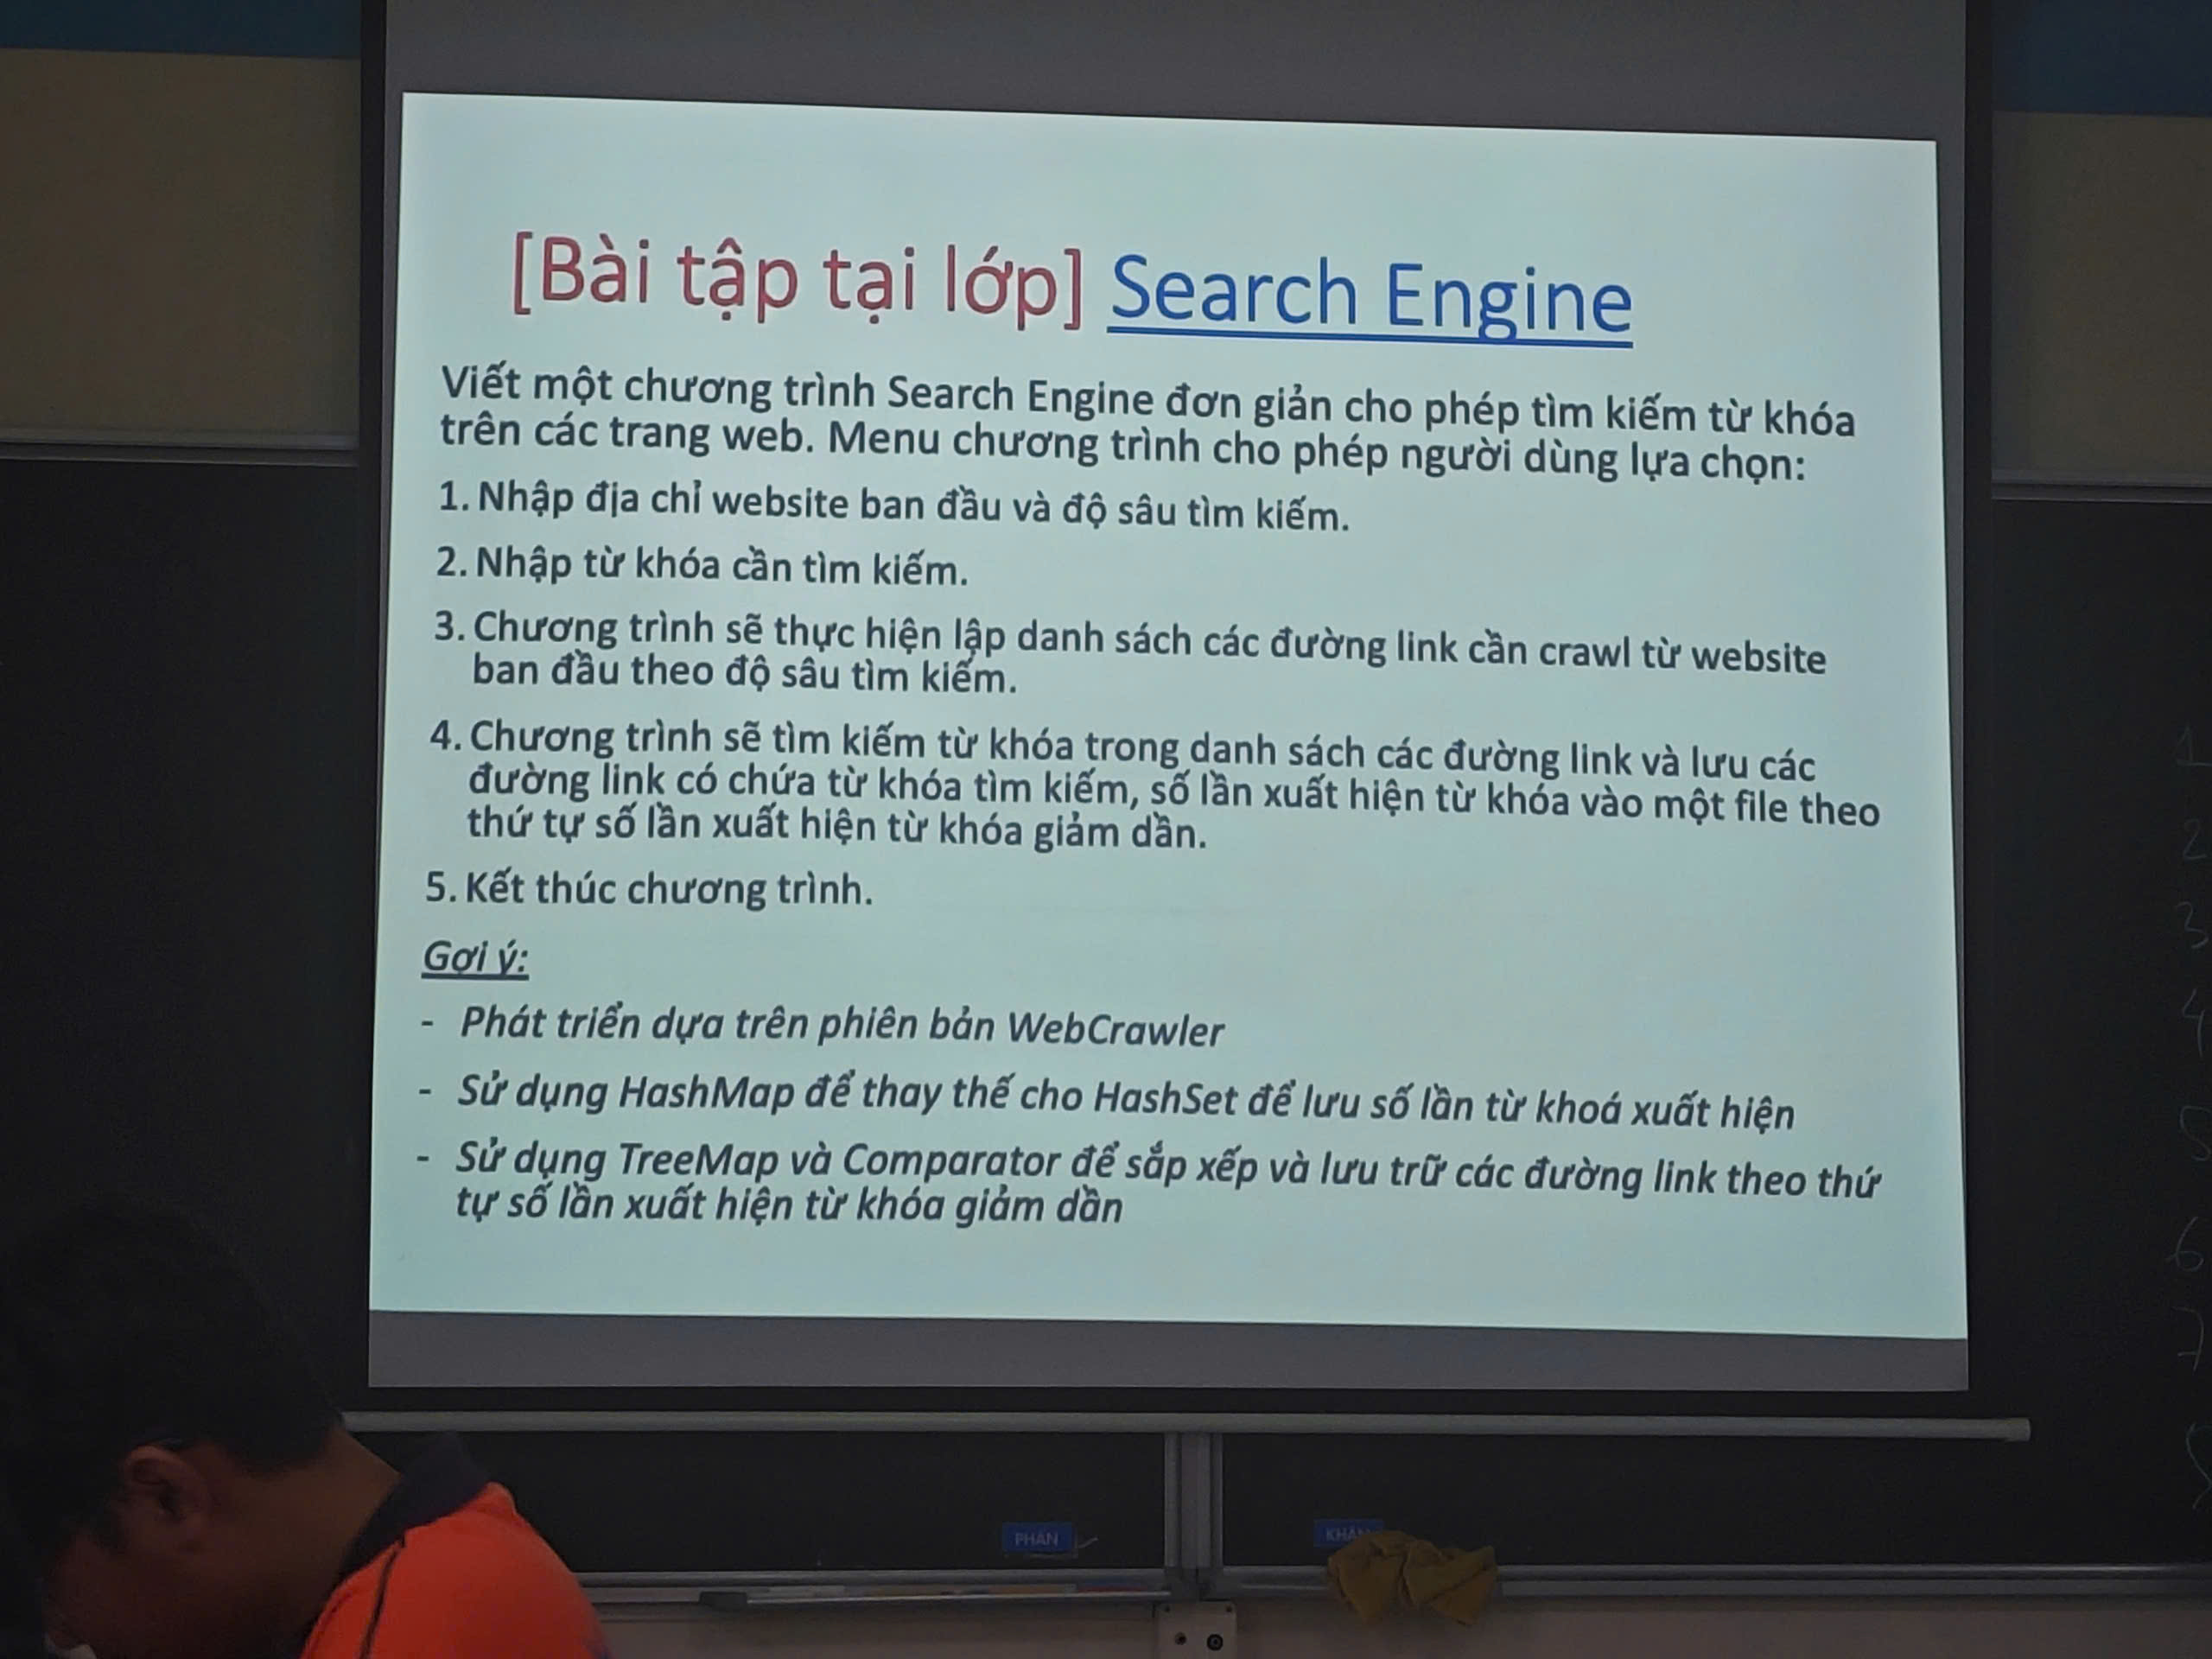 [Bài tập tại lớp] Search Engine
Viết một chương trình Search Engine đơn giản cho phép tìm kiếm từ khóa
trên các trang web. Menu chương trình cho phép người dùng lựa chọn:
1. Nhập địa chỉ website ban đầu và độ sâu tìm kiếm.
2. Nhập từ khóa cần tìm kiếm.
3. Chương trình sẽ thực hiện lập danh sách các đường link cần crawl từ website
ban đầu theo độ sâu tìm kiếm.
4. Chương trình sẽ tìm kiếm từ khóa trong danh sách các đường link và lưu các
đường link có chứa từ khóa tìm kiếm, số lần xuất hiện từ khóa vào một file theo
thứ tự số lần xuất hiện từ khóa giảm dần.
5. Kết thúc chương trình.
Gợi ý:
- Phát triển dựa trên phiên bản WebCrawler
- Sử dụng HashMap để thay thế cho HashSet để lưu số lần từ khoá xuất hiện
- Sử dụng TreeMap và Comparator để sắp xếp và lưu trữ các đường link theo thứ
tự số lần xuất hiện từ khóa giảm dần
1
2
3
4
5
6
7
PHẤN